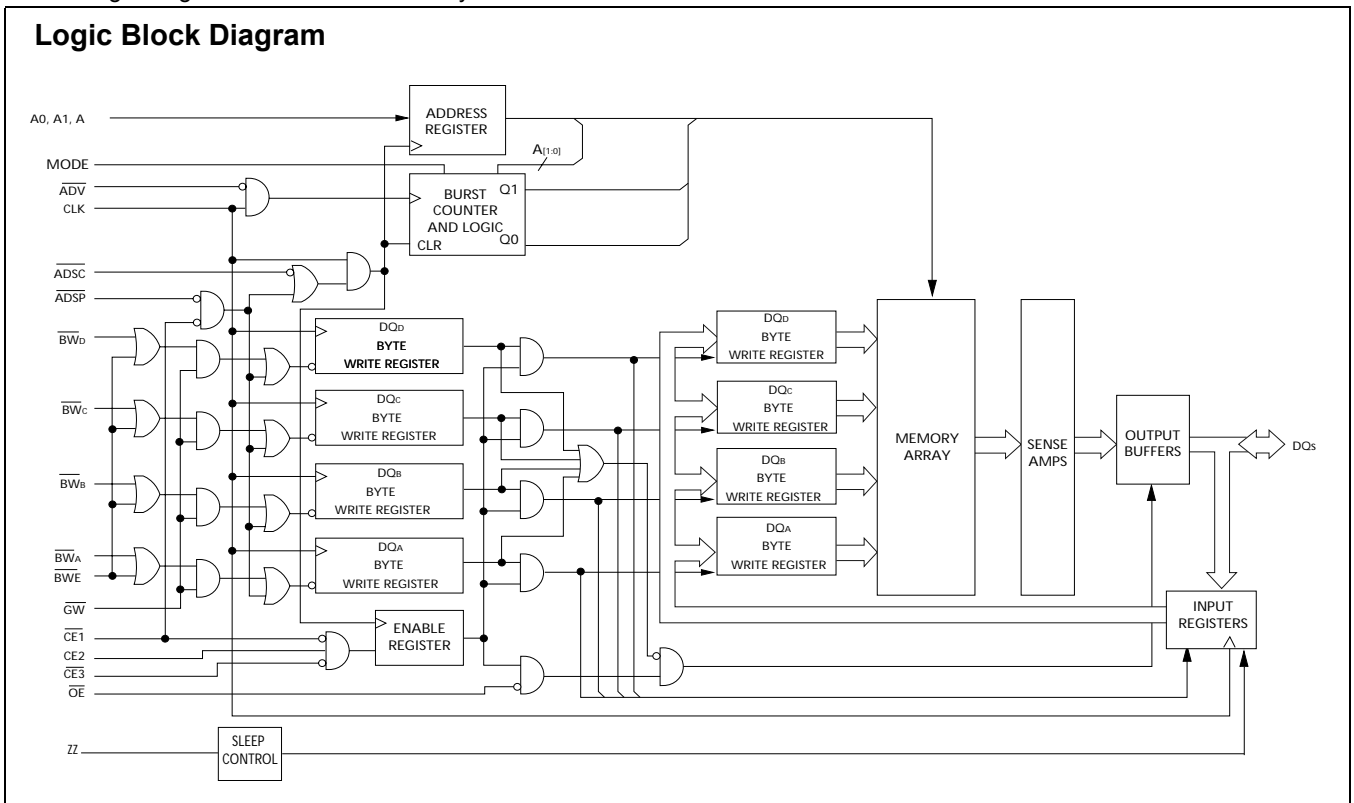 Logic Block Diagram
A0, A1, A
ADDRESS
REGISTER
MODE
A[1:0]
ADV
CLK
BURST
COUNTER
AND LOGIC
CLR
Q1
Q0
ADSC
ADSP
BWD
DQD
BYTE
WRITE REGISTER
BWC
DQC
BYTE
WRITE REGISTER
BWB
DQB
BYTE
WRITE REGISTER
BWA
BWE
DQA
BYTE
WRITE REGISTER
GW
CE1
CE2
CE3
OE
ENABLE
REGISTER
ZZ
SLEEP
CONTROL
DQD
BYTE
WRITE REGISTER
DQC
BYTE
WRITE REGISTER
DQB
BYTE
WRITE REGISTER
DQA
BYTE
WRITE REGISTER
MEMORY
ARRAY
SENSE
AMPS
OUTPUT
BUFFERS
DQs
INPUT
REGISTERS